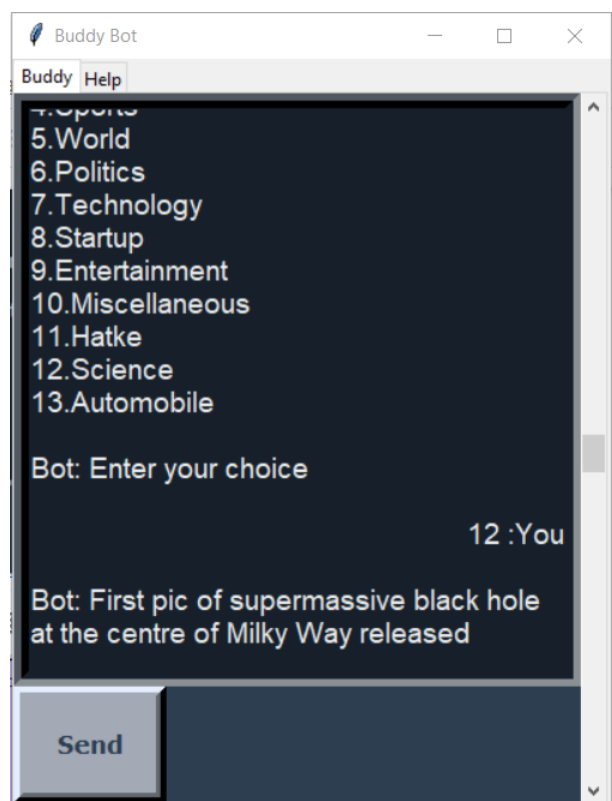 Buddy Bot
Buddy Help
4.Sports
5.World
6.Politics
7.Technology
8.Startup
9.Entertainment
10.Miscellaneous
11.Hatke
12.Science
13.Automobile
Bot: Enter your choice
12 :You
Bot: First pic of supermassive black hole
at the centre of Milky Way released
Send